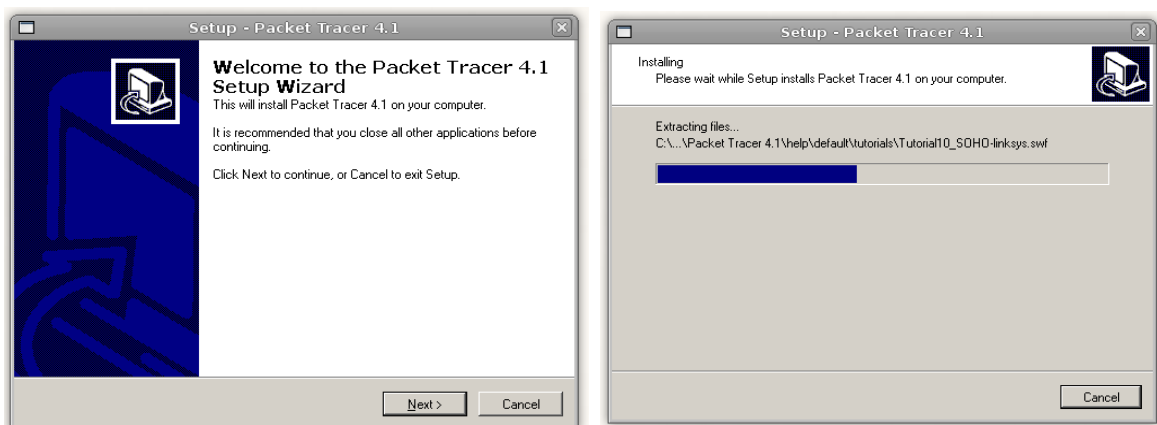 Setup - Packet Tracer 4.1
Welcome to the Packet Tracer 4.1
Setup Wizard
This will install Packet Tracer 4.1 on your computer.
It is recommended that you close all other applications before
continuing.
Click Next to continue, or Cancel to exit Setup.
Next >
Cancel
Setup - Packet Tracer 4.1
Installing
Please wait while Setup installs Packet Tracer 4.1 on your computer.
Extracting files...
C:\...\Packet Tracer 4.1\help\default\tutorials\Tutorial10_SOHO-linksys.swf
Cancel